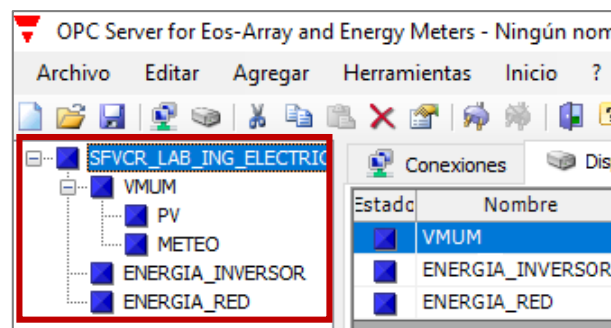 OPC Server for Eos-Array and Energy Meters - Ningún nom
Archivo Editar Agregar Herramientas Inicio ?
SFVCR_LAB_ING_ELECTRIC
VMUM
PV
METEO
ENERGIA_INVERSOR
ENERGIA_RED
Conexiones Dis
Estado Nombre
VMUM
ENERGIA_INVERSOR
ENERGIA_RED